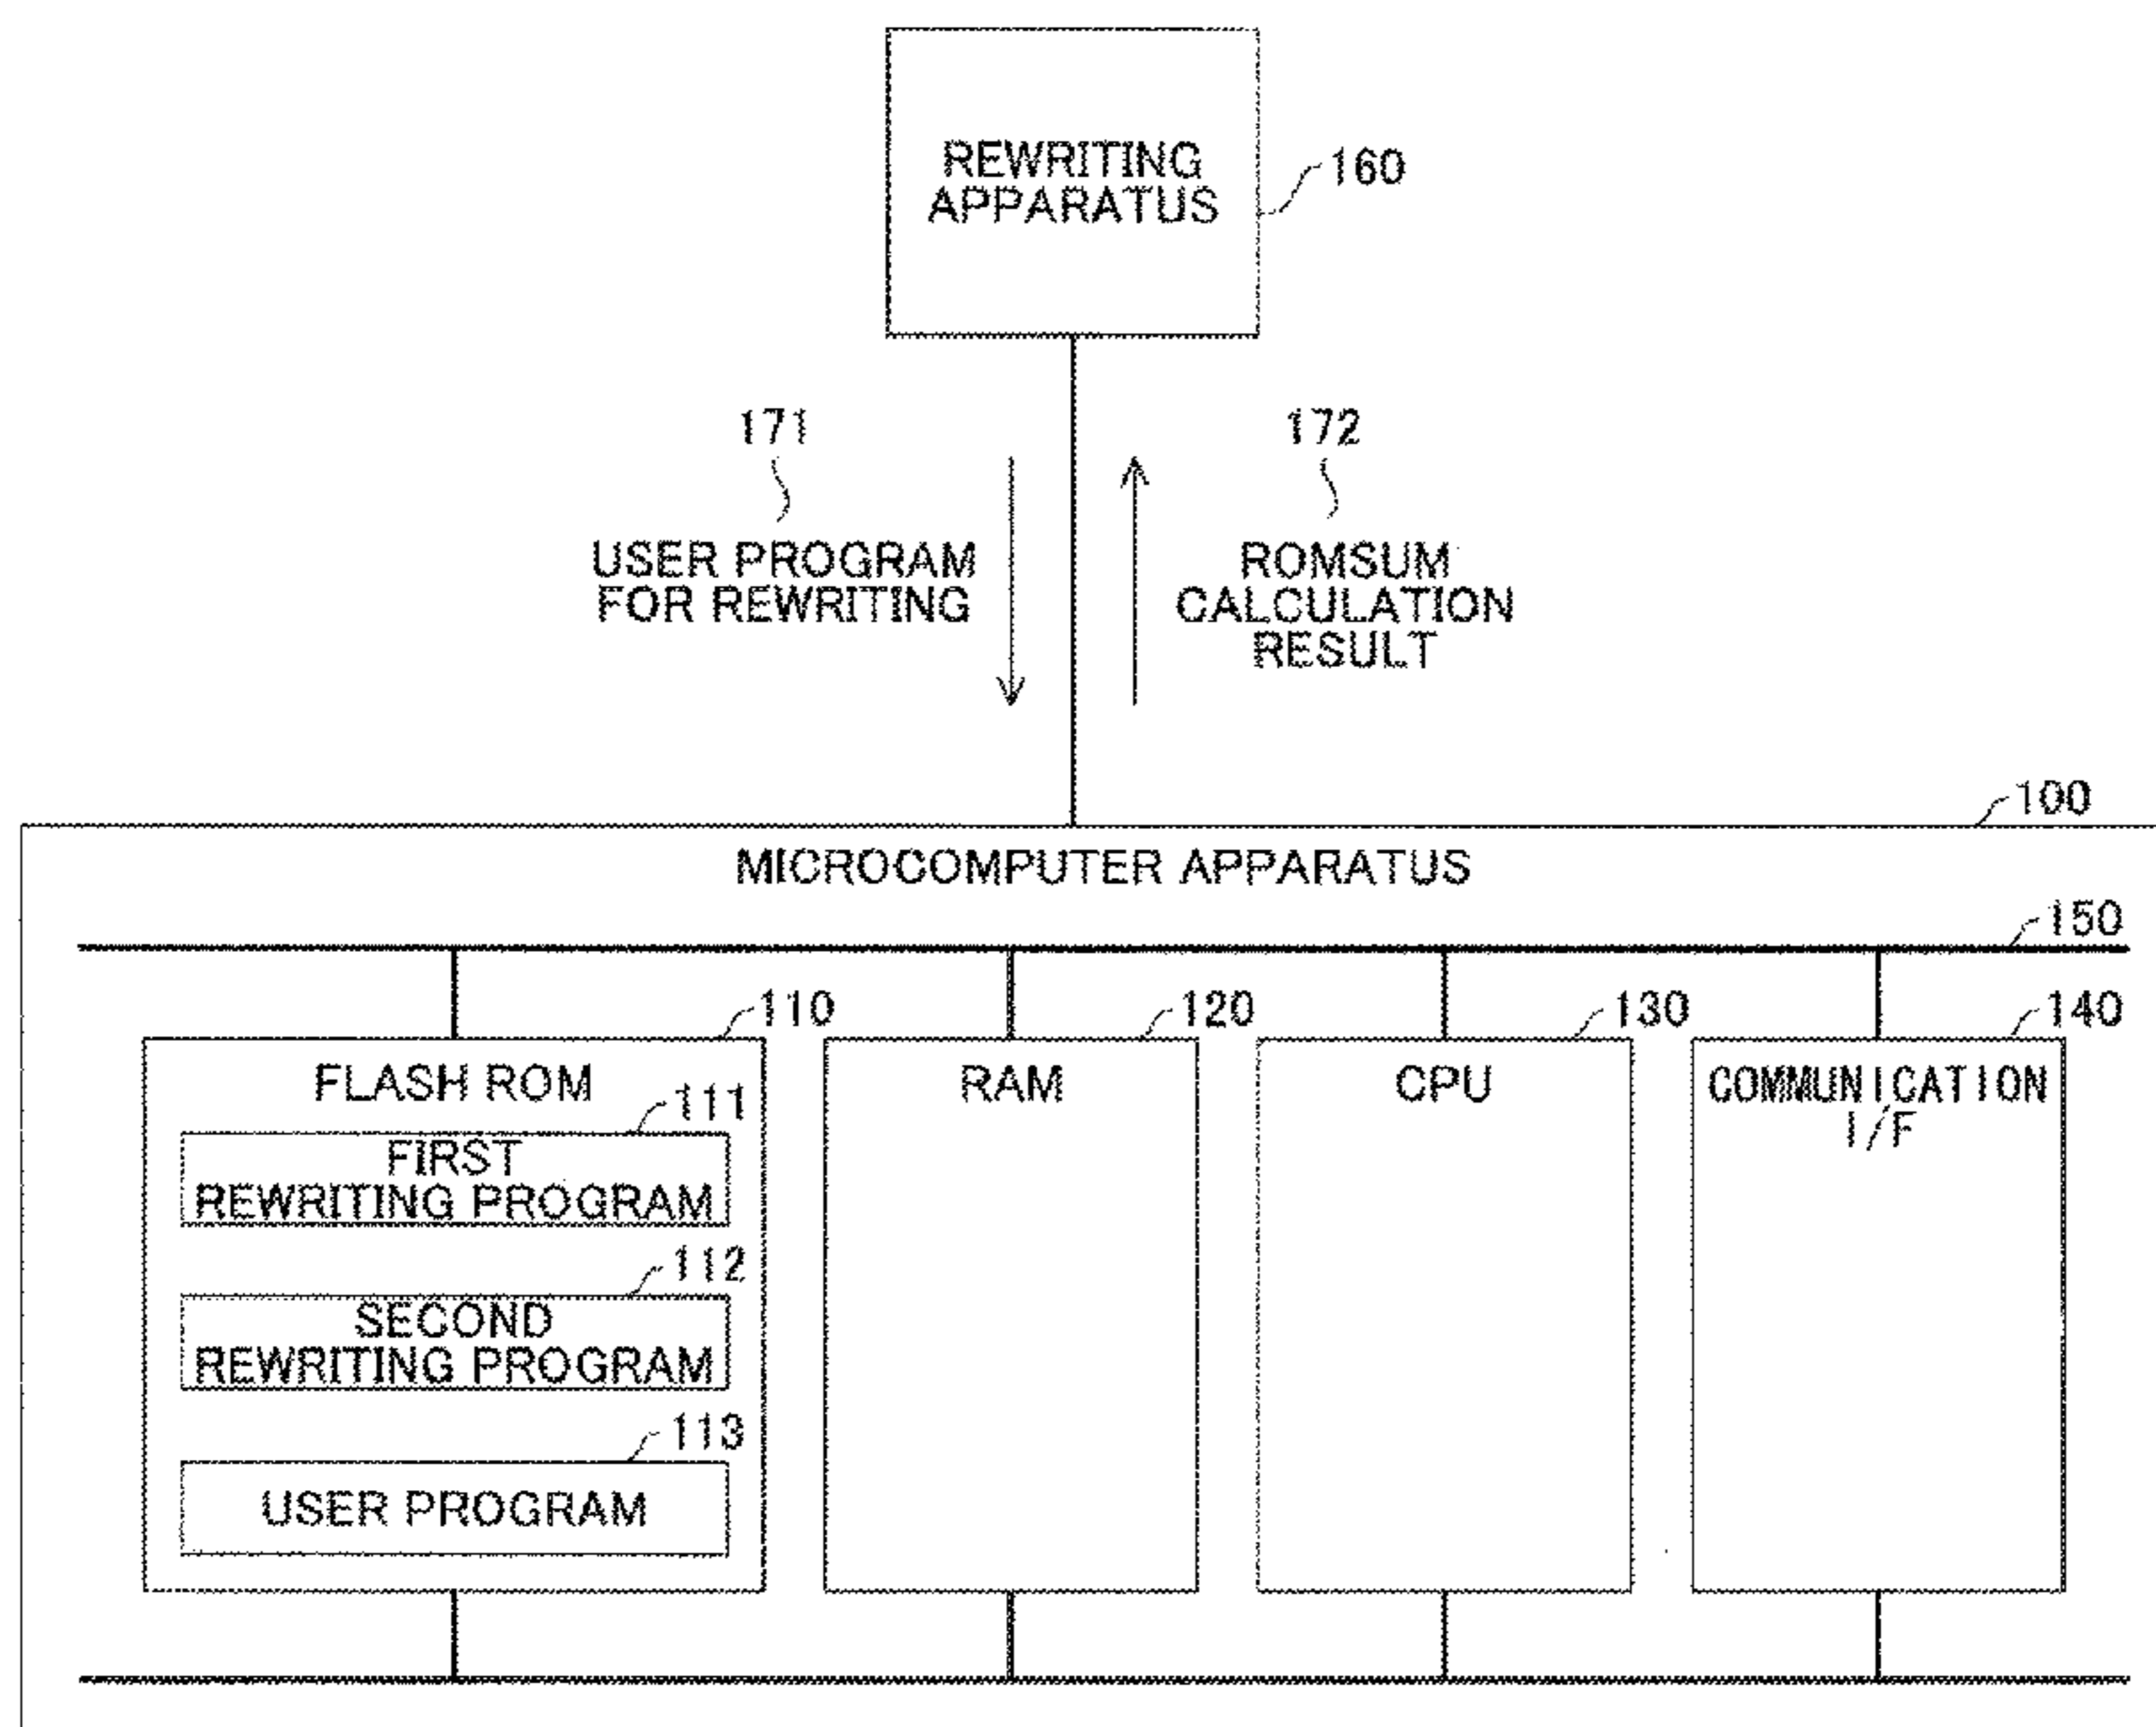 REWRITING
APPARATUS
160
171
172
USER PROGRAM
FOR REWRITING
ROMSUM
CALCULATION
RESULT
100
MICROCOMPUTER APPARATUS
150
110
120
130
140
FLASH ROM
RAM
CPU
COMMUNICATION
I/F
111
FIRST
REWRITING PROGRAM
112
SECOND
REWRITING PROGRAM
113
USER PROGRAM